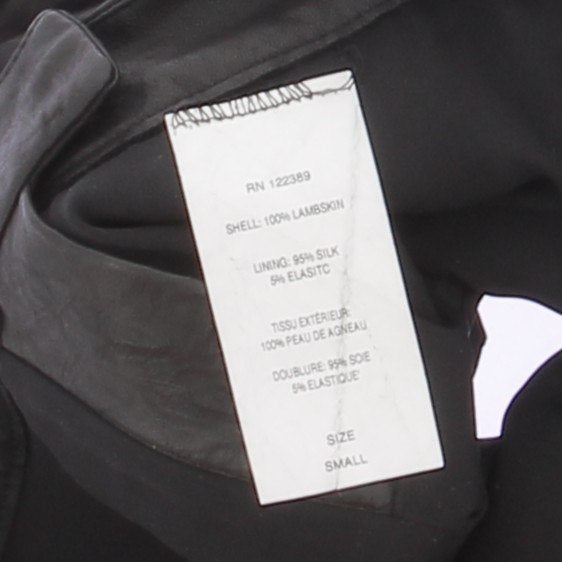 RN 122389
SHELL: 100% LAMBSKIN
LINING: 95% SILK
5% ELASITC
TISSU EXTÉRIEUR:
100% PEAU DE AGNEAU
DOUBLURE: 95% SOIE
5% ELASTIQUE'
SIZE
SMALL